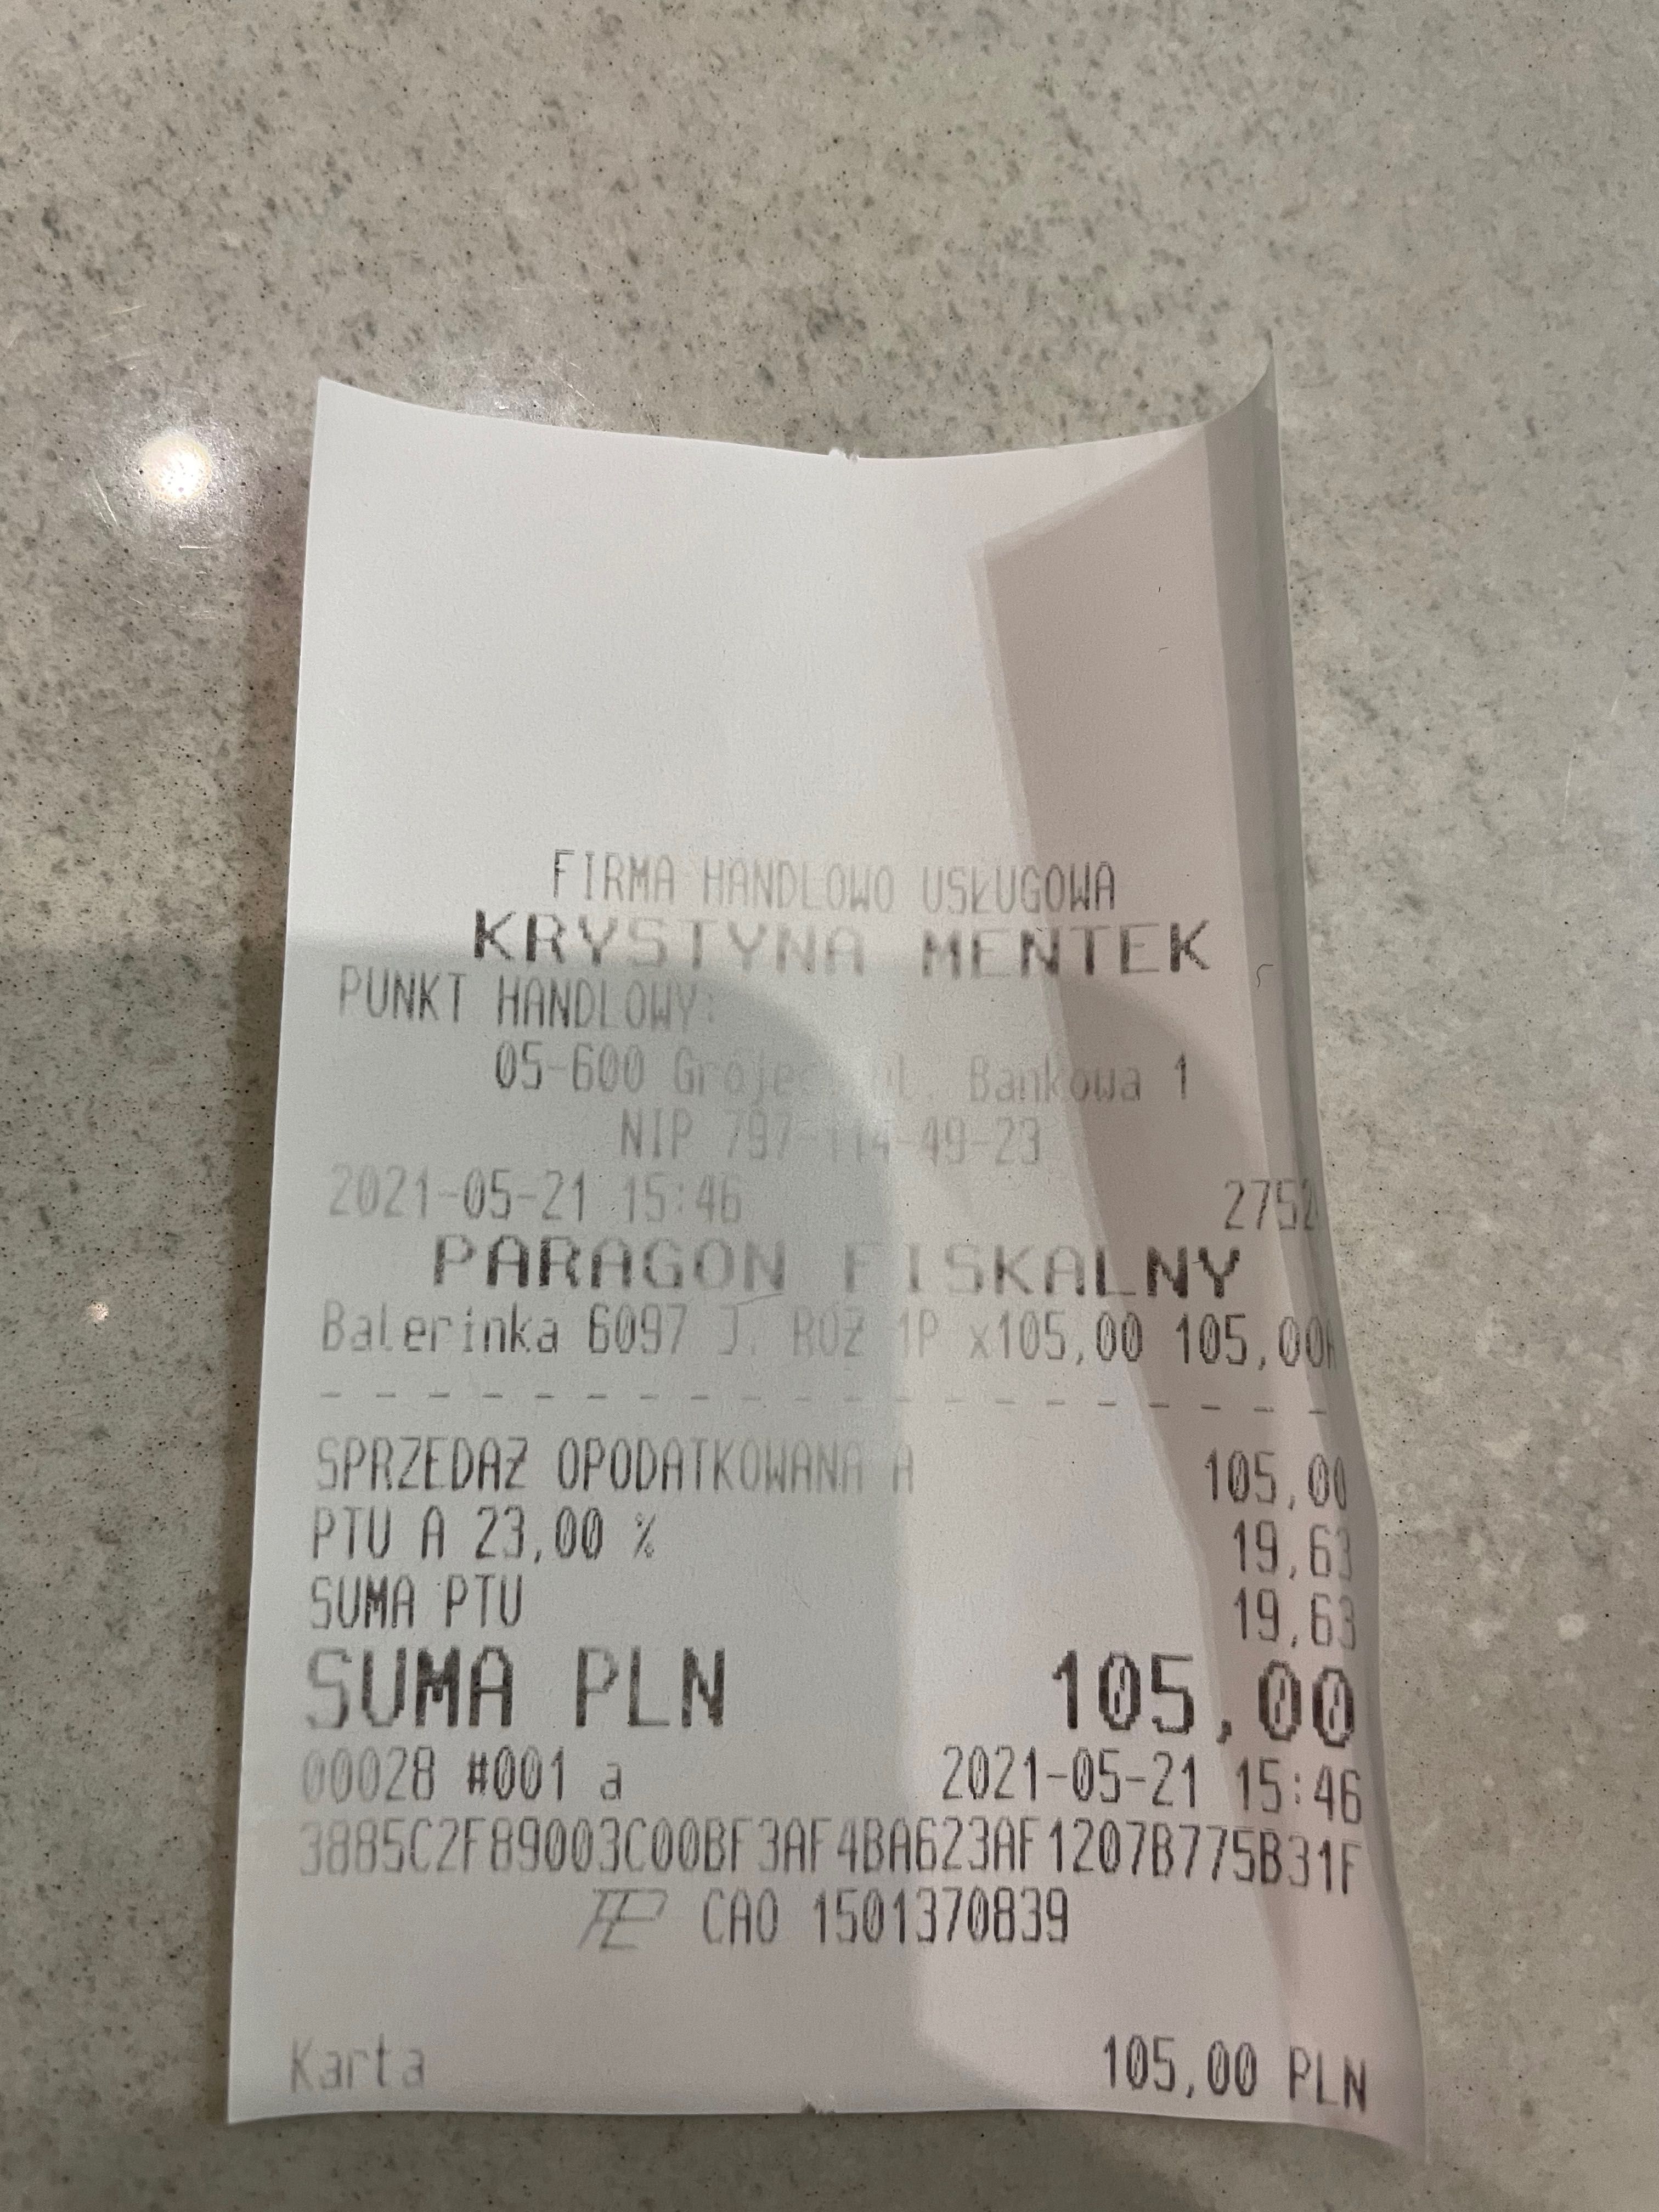 FIRMA HANDLOWO USŁUGOWA
KRYSTYNA MENTEK
PUNKT HANDLOWY:
05-600 Grójec ul. Bankowa 1
NIP 797-114-49-23
2021-05-21 15:46 2752
PARAGON FISKALNY
Balerinka 6097 J. RÓŻ 1P x105,00 105,00A
SPRZEDAŻ OPODATKOWANA A 105,00
PTU A 23,00 % 19,63
SUMA PTU 19,63
SUMA PLN 105,00
00028 #001 a 2021-05-21 15:46
3885C2F89003C00BF3AF4BA623AF1207B775B31F
CAO 1501370839
Karta 105,00 PLN